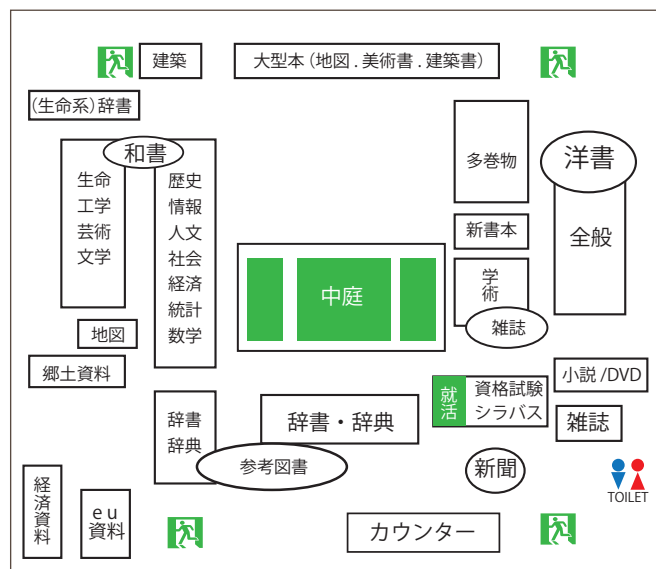 建築
大型本（地図．美術書．建築書）
(生命系)辞書
和書
生命
工学
芸術
文学
歴史
情報
人文
社会
経済
統計
数学
多巻物
洋書
全般
新書本
学術
雑誌
中庭
地図
郷土資料
就活
資格試験
シラバス
小説/DVD
雑誌
辞書
辞典
辞書・辞典
参考図書
新聞
TOILET
経済資料
eu
資料
カウンター